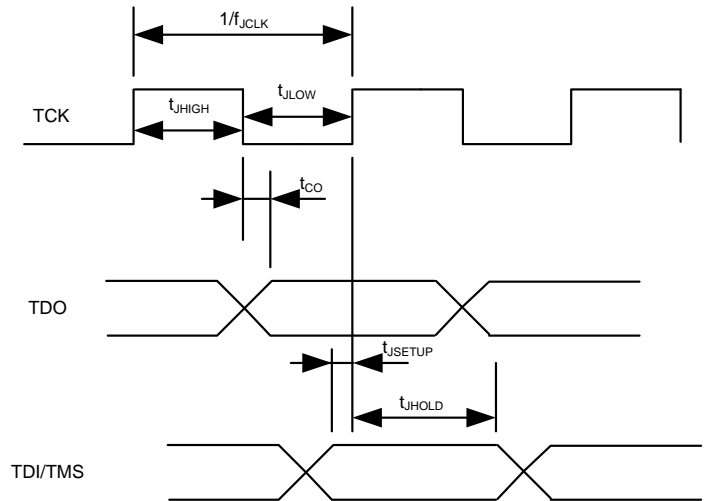 1/fJCLK
TCK
tJHIGH
tJLOW
tCO
TDO
tJSETUP
tJHOLD
TDI/TMS